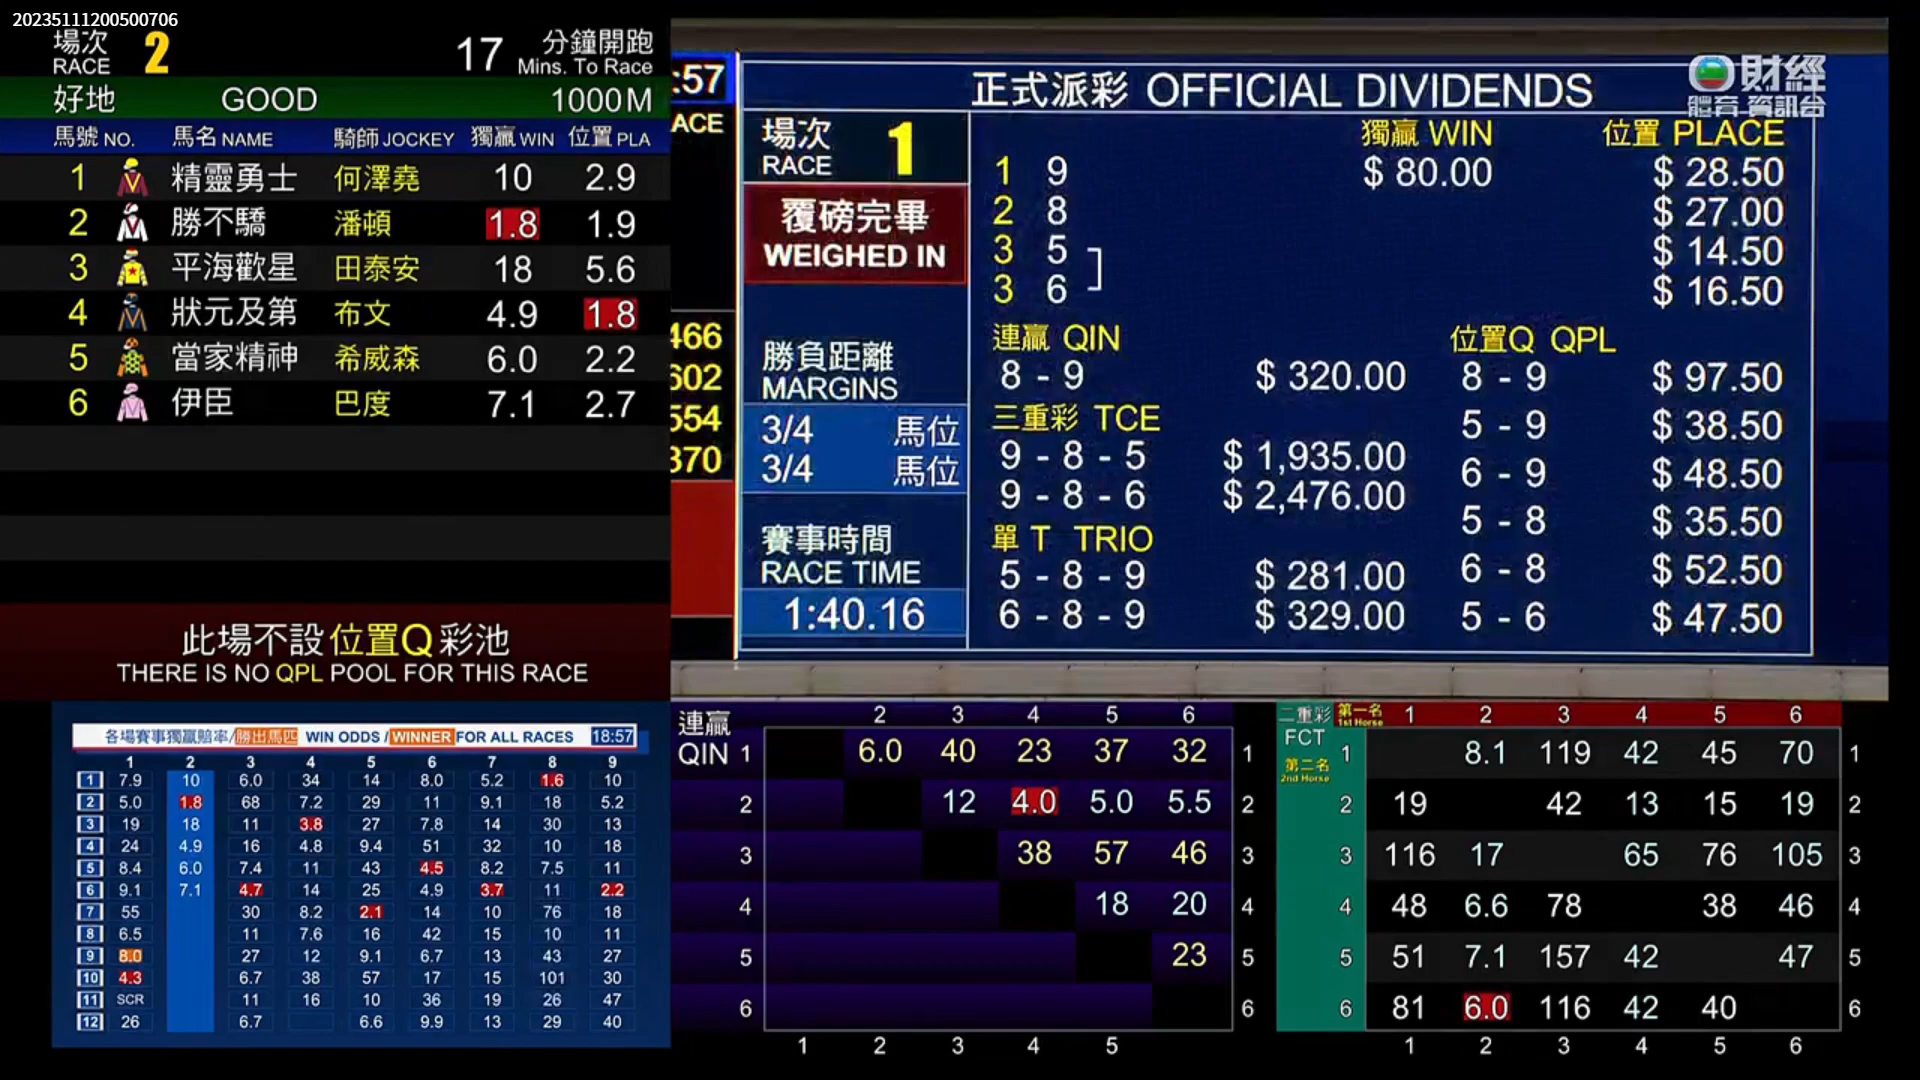 20235111200500706
場次 2 17 分鐘開跑
RACE Mins. To Race
好地 GOOD 1000M
馬號 NO. 馬名 NAME 騎師 JOCKEY 獨贏 WIN 位置 PLA
1 精靈勇士 何澤堯 10 2.9
2 勝不驕 潘頓 1.8 1.9
3 平海歡星 田泰安 18 5.6
4 狀元及第 布文 4.9 1.8
5 當家精神 希威森 6.0 2.2
6 伊臣 巴度 7.1 2.7
此場不設位置Q彩池
THERE IS NO QPL POOL FOR THIS RACE
:57
ACE
466
602
554
370
財經
體育 資訊台
正式派彩 OFFICIAL DIVIDENDS
場次 1
RACE
覆磅完畢
WEIGHED IN
勝負距離
MARGINS
3/4 馬位
3/4 馬位
賽事時間
RACE TIME
1:40.16
獨贏 WIN 位置 PLACE
1 9 $ 80.00 $ 28.50
2 8 $ 27.00
3 5 $ 14.50
3 6 $ 16.50
連贏 QIN 位置Q QPL
8 - 9 $ 320.00 8 - 9 $ 97.50
三重彩 TCE 5 - 9 $ 38.50
9 - 8 - 5 $ 1,935.00 6 - 9 $ 48.50
9 - 8 - 6 $ 2,476.00 5 - 8 $ 35.50
單 T TRIO
5 - 8 - 9 $ 281.00 6 - 8 $ 52.50
6 - 8 - 9 $ 329.00 5 - 6 $ 47.50
各場賽事獨贏賠率/勝出馬匹 WIN ODDS / WINNER FOR ALL RACES 18:57
1 2 3 4 5 6 7 8 9
1 7.9 10 6.0 34 14 8.0 5.2 1.6 10
2 5.0 1.8 68 7.2 29 11 9.1 18 5.2
3 19 18 11 3.8 27 7.8 14 30 13
4 24 4.9 16 4.8 9.4 51 32 10 18
5 8.4 6.0 7.4 11 43 4.5 8.2 7.5 11
6 9.1 7.1 4.7 14 25 4.9 3.7 11 2.2
7 55 30 8.2 2.1 14 10 76 18
8 6.5 11 7.6 16 42 15 10 11
9 8.0 27 12 9.1 6.7 13 43 27
10 4.3 6.7 38 57 17 15 101 30
11 SCR 11 16 10 36 19 26 47
12 26 6.7 6.6 9.9 13 29 40
連贏 2 3 4 5 6
QIN 1 6.0 40 23 37 32 1
2 12 4.0 5.0 5.5 2
3 38 57 46 3
4 18 20 4
5 23 5
6 6
1 2 3 4 5
二重彩 第一名 1st Horse 1 2 3 4 5 6
FCT 第二名 2nd Horse
1 8.1 119 42 45 70 1
2 19 42 13 15 19 2
3 116 17 65 76 105 3
4 48 6.6 78 38 46 4
5 51 7.1 157 42 47 5
6 81 6.0 116 42 40 6
1 2 3 4 5 6